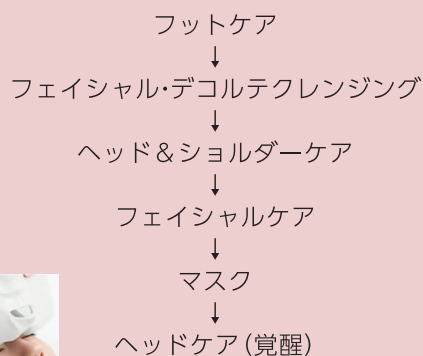 フットケア
↓
フェイシャル・デコルテクレンジング
↓
ヘッド＆ショルダーケア
↓
フェイシャルケア
↓
マスク
↓
ヘッドケア（覚醒）